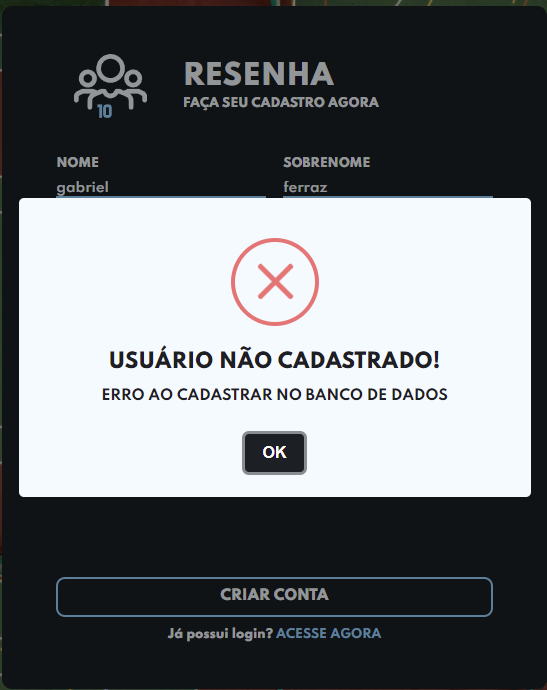 10
RESENHA
FAÇA SEU CADASTRO AGORA
NOME
SOBRENOME
gabriel
ferraz
USUÁRIO NÃO CADASTRADO!
ERRO AO CADASTRAR NO BANCO DE DADOS
OK
CRIAR CONTA
Já possui login? ACESSE AGORA